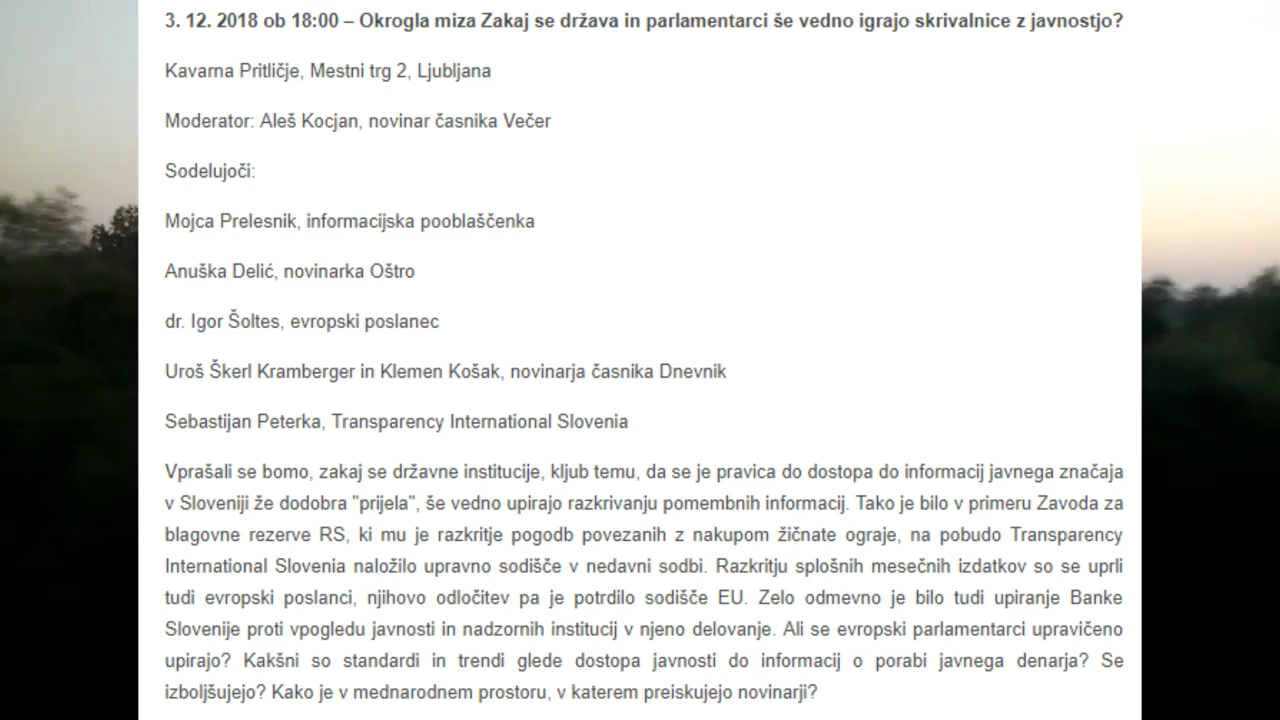 3. 12. 2018 ob 18:00 – Okrogla miza Zakaj se država in parlamentarci še vedno igrajo skrivalnice z javnostjo?
Kavarna Pritličje, Mestni trg 2, Ljubljana
Moderator: Aleš Kocjan, novinar časnika Večer
Sodelujoči:
Mojca Prelesnik, informacijska pooblaščenka
Anuška Delić, novinarka Oštro
dr. Igor Šoltes, evropski poslanec
Uroš Škerl Kramberger in Klemen Košak, novinarja časnika Dnevnik
Sebastijan Peterka, Transparency International Slovenia
Vprašali se bomo, zakaj se državne institucije, kljub temu, da se je pravica do dostopa do informacij javnega značaja
v Sloveniji že dodobra "prijela", še vedno upirajo razkrivanju pomembnih informacij. Tako je bilo v primeru Zavoda za
blagovne rezerve RS, ki mu je razkritje pogodb povezanih z nakupom žičnate ograje, na pobudo Transparency
International Slovenia naložilo upravno sodišče v nedavni sodbi. Razkritju splošnih mesečnih izdatkov so se uprli
tudi evropski poslanci, njihovo odločitev pa je potrdilo sodišče EU. Zelo odmevno je bilo tudi upiranje Banke
Slovenije proti vpogledu javnosti in nadzornih institucij v njeno delovanje. Ali se evropski parlamentarci upravičeno
upirajo? Kakšni so standardi in trendi glede dostopa javnosti do informacij o porabi javnega denarja? Se
izboljšujejo? Kako je v mednarodnem prostoru, v katerem preiskujejo novinarji?